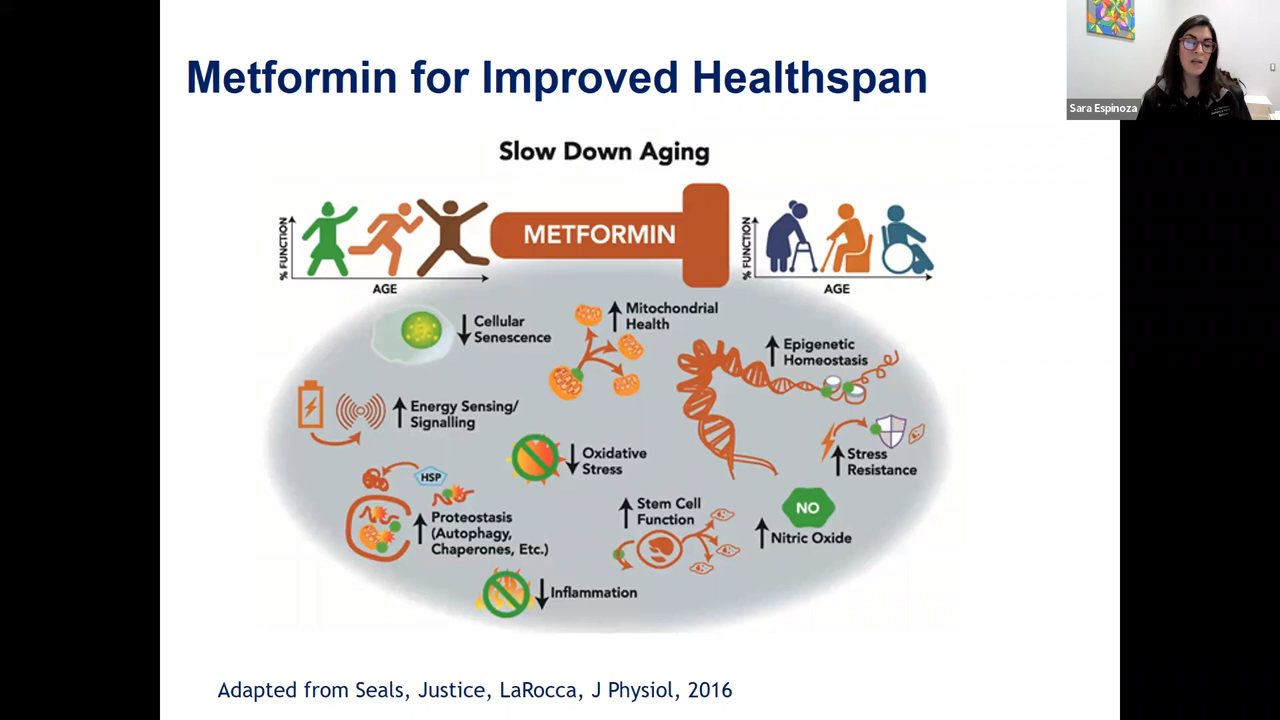 Metformin for Improved Healthspan
Sara Espinoza
Slow Down Aging
% FUNCTION
AGE
METFORMIN
% FUNCTION
AGE
Cellular
Senescence
Mitochondrial
Health
Epigenetic
Homeostasis
Energy Sensing/
Signalling
Oxidative
Stress
Stress
Resistance
HSP
Proteostasis
(Autophagy,
Chaperones, Etc.)
Stem Cell
Function
NO
Nitric Oxide
Inflammation
Adapted from Seals, Justice, LaRocca, J Physiol, 2016